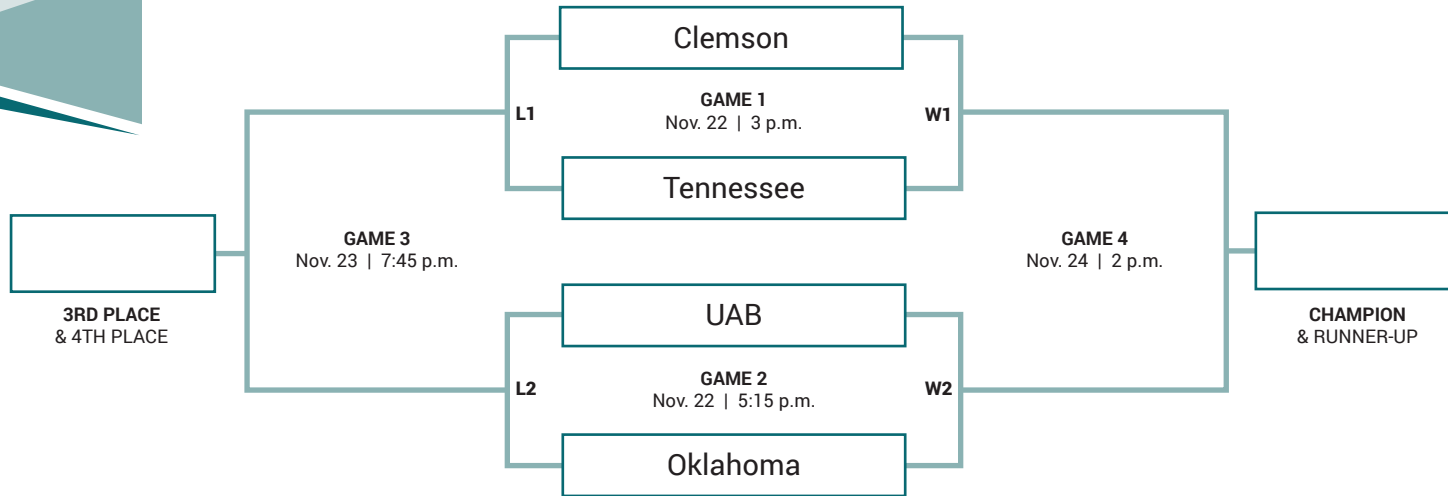 Clemson
GAME 1
Nov. 22 | 3 p.m.
L1
W1
Tennessee
GAME 3
Nov. 23 | 7:45 p.m.
GAME 4
Nov. 24 | 2 p.m.
3RD PLACE
& 4TH PLACE
CHAMPION
& RUNNER-UP
UAB
GAME 2
Nov. 22 | 5:15 p.m.
L2
W2
Oklahoma